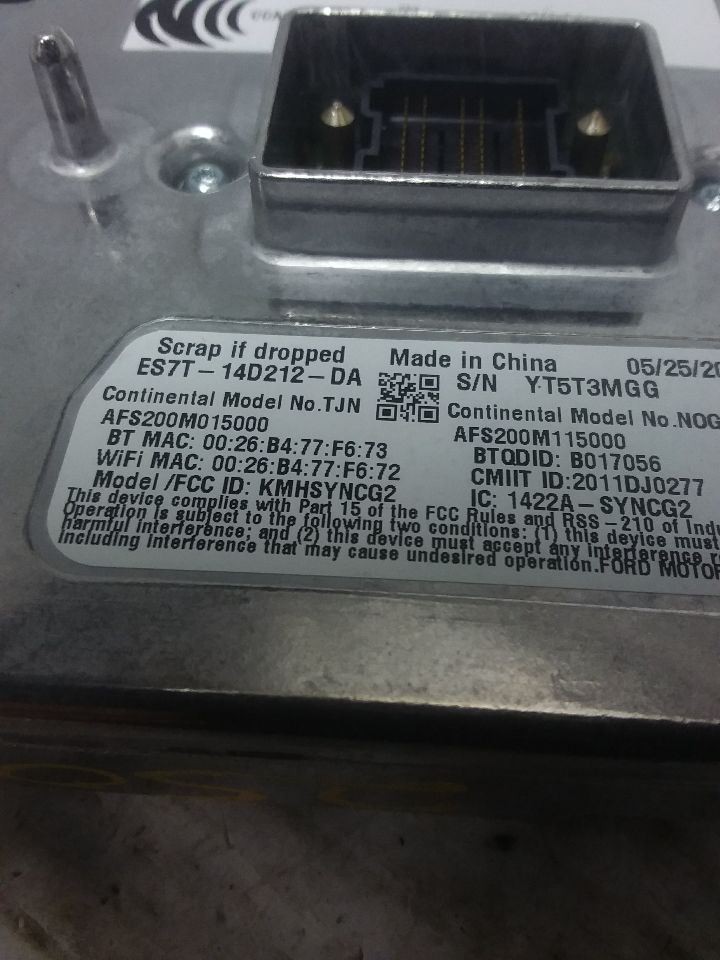 Scrap if dropped
ES7T-14D212-DA
Continental Model No.TJN
AFS200M015000
BT MAC: 00:26:B4:77:F6:73
WiFi MAC: 00:26:B4:77:F6:72
Model /FCC ID: KMHSYNCG2
Made in China 05/25/20
S/N YT5T3MGG
Continental Model No.NOG
AFS200M115000
BTQDID: B017056
CMIIT ID:2011DJ0277
IC: 1422A-SYNCG2
This device complies with Part 15 of the FCC Rules and RSS-210 of Indu
Operation is subject to the following two conditions: (1) this device must
harmful interference; and (2) this device must accept any interference re
including interference that may cause undesired operation.FORD MOTOR